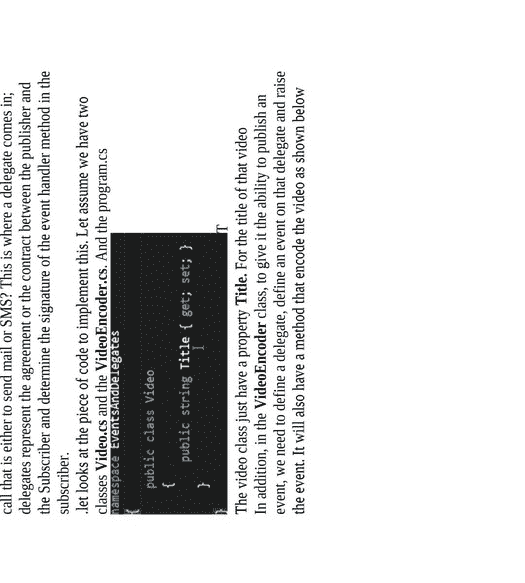 call that is either to send mail or SMS? This is where a delegate comes in;
delegates represent the agreement or the contract between the publisher and
the Subscriber and determine the signature of the event handler method in the
subscriber.
.let looks at the piece of code to implement this. Let assume we have two
classes Video.cs and the VideoEncoder.cs. And the program.cs
namespace EventsAndDelegates
{
public class Video
{
public string Title { get; set; }
}
}
T
The video class just have a property Title. For the title of that video
In addition, in the VideoEncoder class, to give it the ability to publish an
event, we need to define a delegate, define an event on that delegate and raise
the event. It will also have a method that encode the video as shown below